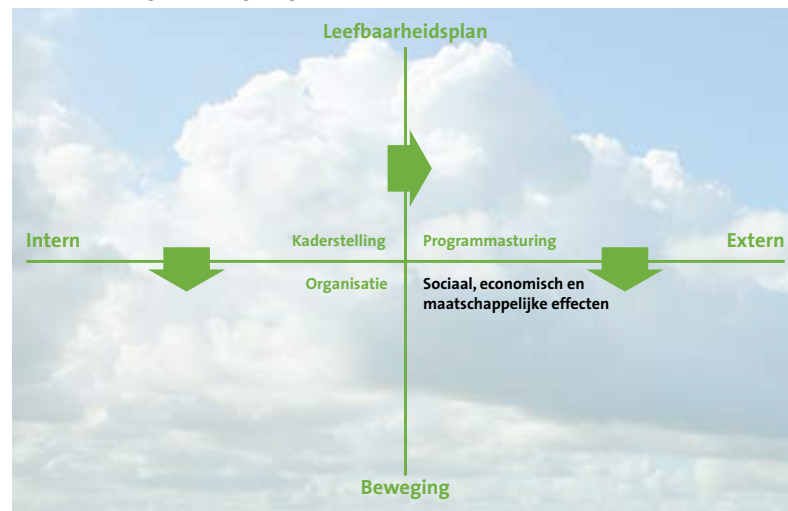 Leefbaarheidsplan
Intern
Kaderstelling
Programmasturing
Extern
Organisatie
Sociaal, economisch en
maatschappelijke effecten
Beweging